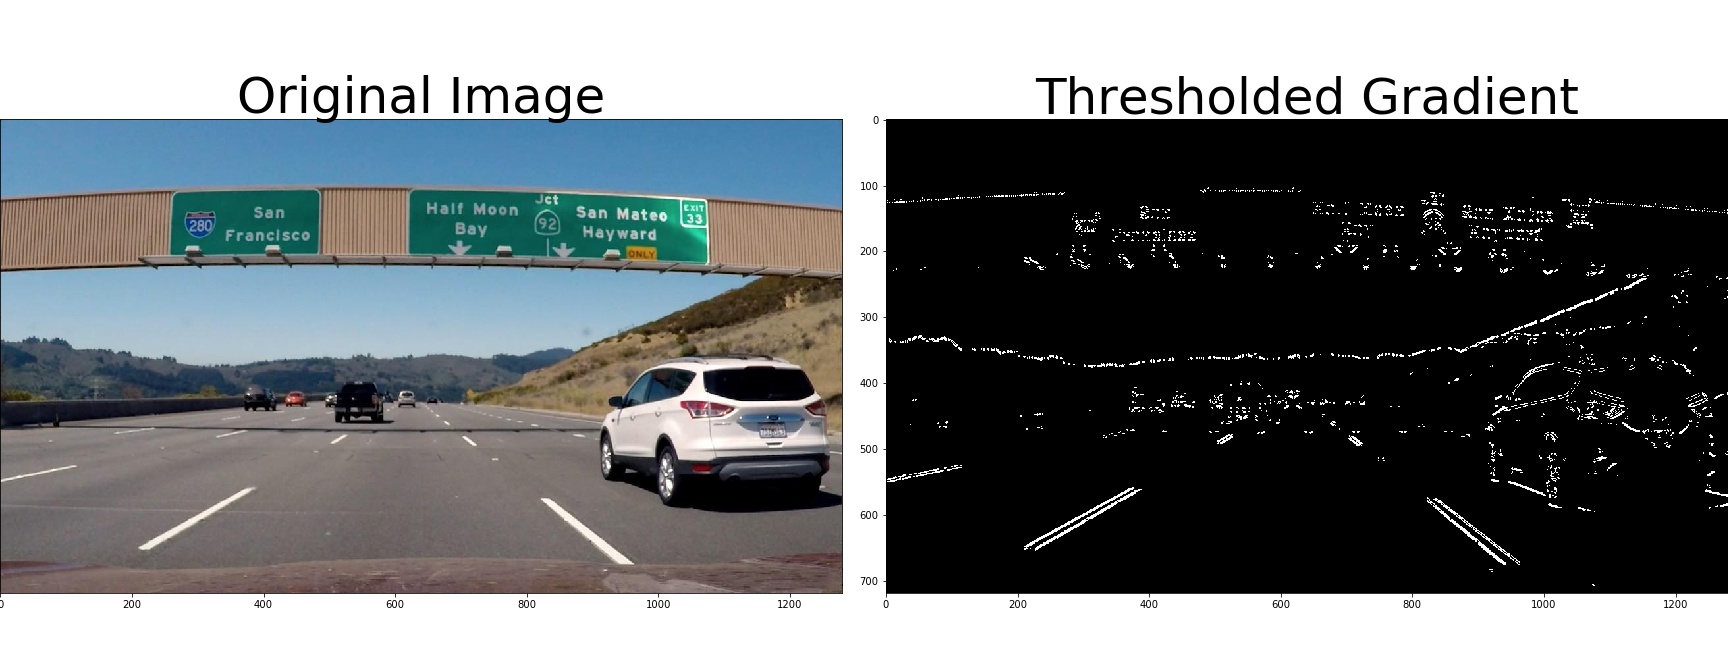 Original Image
Thresholded Gradient
San
Francisco
280
Half Moon
Bay
Jct
92
San Mateo
Hayward
EXIT
33
ONLY
0
200
400
600
800
1000
1200
0
100
200
300
400
500
600
700
0
200
400
600
800
1000
1200